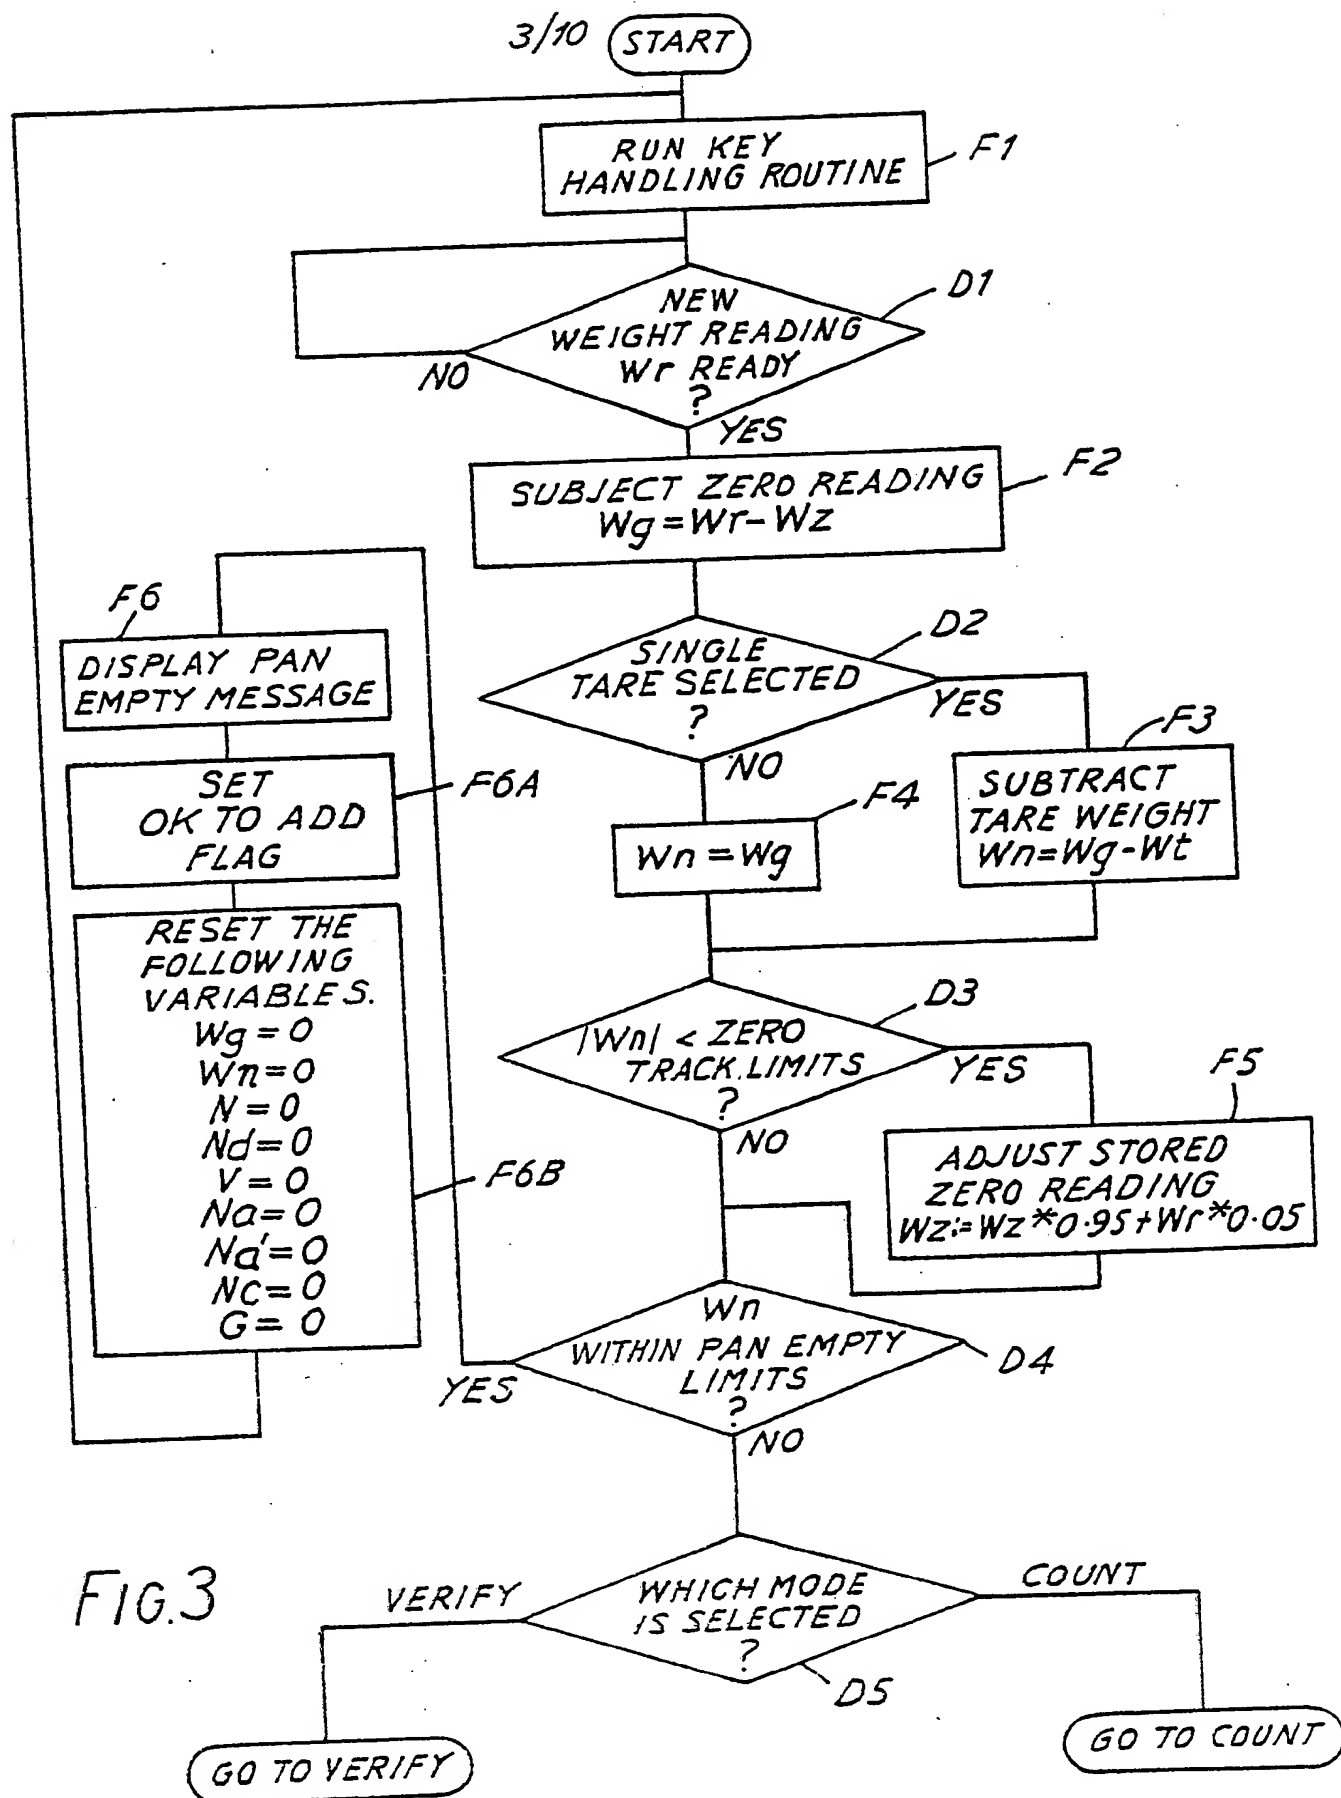 3/10
START
RUN KEY
HANDLING ROUTINE
F1
NEW
WEIGHT READING
Wr READY
?
D1
NO
YES
SUBJECT ZERO READING
Wg=Wr-Wz
F2
SINGLE
TARE SELECTED
?
D2
YES
NO
F3
SUBTRACT
TARE WEIGHT
Wn=Wg-Wt
F4
Wn=Wg
F6
DISPLAY PAN
EMPTY MESSAGE
SET
OK TO ADD
FLAG
F6A
RESET THE
FOLLOWING
VARIABLES.
Wg=0
Wn=0
N=0
Nd=0
V=0
Na=0
Na'=0
Nc=0
G=0
F6B
|Wn| < ZERO
TRACK.LIMITS
?
D3
YES
NO
F5
ADJUST STORED
ZERO READING
Wz:=Wz*0.95+Wr*0.05
Wn
WITHIN PAN EMPTY
LIMITS
?
D4
YES
NO
WHICH MODE
IS SELECTED
?
D5
VERIFY
COUNT
GO TO VERIFY
GO TO COUNT
FIG.3